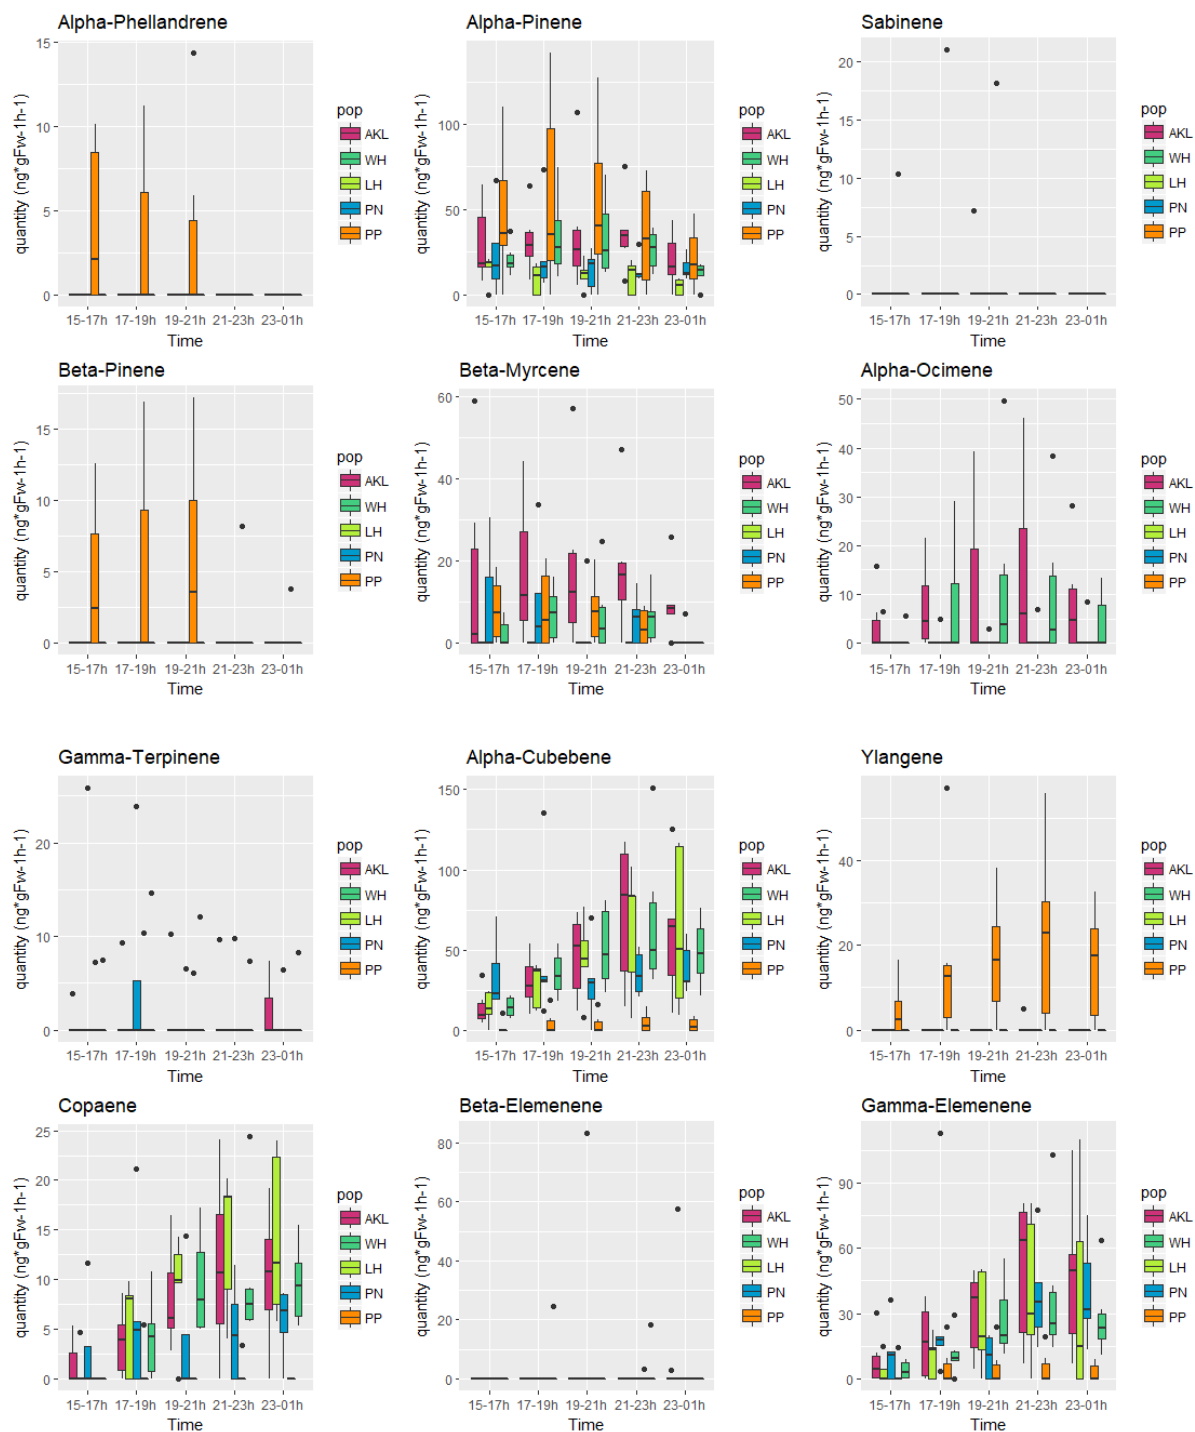 Alpha-Phellandrene
quantity (ng*gFw-1h-1)
15
10
5
0
15-17h 17-19h 19-21h 21-23h 23-01h
Time
pop
AKL
WH
LH
PN
PP
Alpha-Pinene
quantity (ng*gFw-1h-1)
100
50
0
15-17h 17-19h 19-21h 21-23h 23-01h
Time
pop
AKL
WH
LH
PN
PP
Sabinene
quantity (ng*gFw-1h-1)
20
15
10
5
0
15-17h 17-19h 19-21h 21-23h 23-01h
Time
pop
AKL
WH
LH
PN
PP
Beta-Pinene
quantity (ng*gFw-1h-1)
15
10
5
0
15-17h 17-19h 19-21h 21-23h 23-01h
Time
pop
AKL
WH
LH
PN
PP
Beta-Myrcene
quantity (ng*gFw-1h-1)
60
40
20
0
15-17h 17-19h 19-21h 21-23h 23-01h
Time
pop
AKL
WH
LH
PN
PP
Alpha-Ocimene
quantity (ng*gFw-1h-1)
50
40
30
20
10
0
15-17h 17-19h 19-21h 21-23h 23-01h
Time
pop
AKL
WH
LH
PN
PP
Gamma-Terpinene
quantity (ng*gFw-1h-1)
20
10
0
15-17h 17-19h 19-21h 21-23h 23-01h
Time
pop
AKL
WH
LH
PN
PP
Alpha-Cubebene
quantity (ng*gFw-1h-1)
150
100
50
0
15-17h 17-19h 19-21h 21-23h 23-01h
Time
pop
AKL
WH
LH
PN
PP
Ylangene
quantity (ng*gFw-1h-1)
40
20
0
15-17h 17-19h 19-21h 21-23h 23-01h
Time
pop
AKL
WH
LH
PN
PP
Copaene
quantity (ng*gFw-1h-1)
25
20
15
10
5
0
15-17h 17-19h 19-21h 21-23h 23-01h
Time
pop
AKL
WH
LH
PN
PP
Beta-Elemenene
quantity (ng*gFw-1h-1)
80
60
40
20
0
15-17h 17-19h 19-21h 21-23h 23-01h
Time
pop
AKL
WH
LH
PN
PP
Gamma-Elemenene
quantity (ng*gFw-1h-1)
90
60
30
0
15-17h 17-19h 19-21h 21-23h 23-01h
Time
pop
AKL
WH
LH
PN
PP